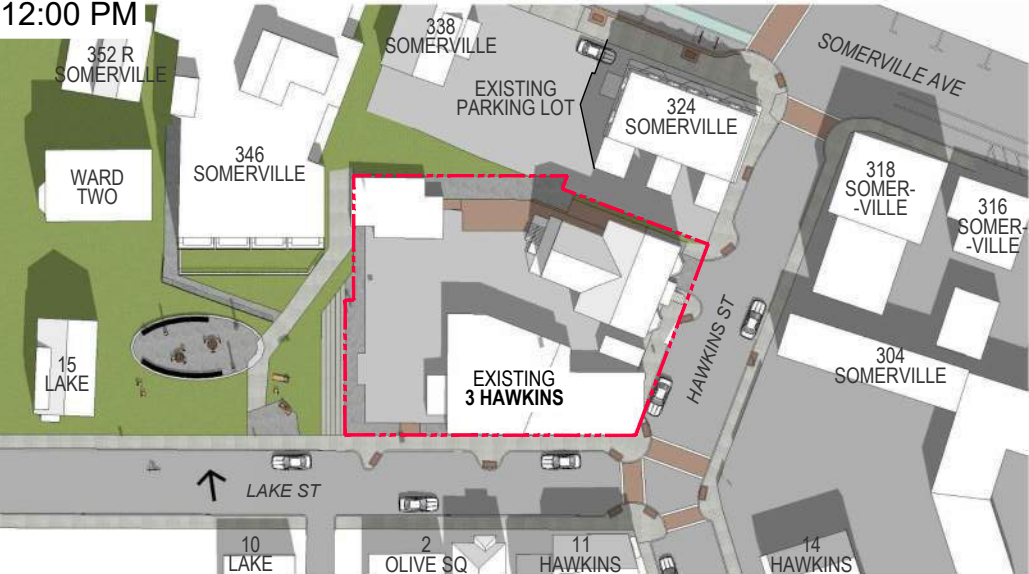 12:00 PM
352 R
SOMERVILLE
338
SOMERVILLE
EXISTING
PARKING LOT
324
SOMERVILLE
SOMERVILLE AVE
WARD
TWO
346
SOMERVILLE
318
SOMER-
-VILLE
316
SOMER-
-VILLE
15
LAKE
EXISTING
3 HAWKINS
HAWKINS ST
304
SOMERVILLE
LAKE ST
10
LAKE
2
OLIVE SQ
11
HAWKINS
14
HAWKINS